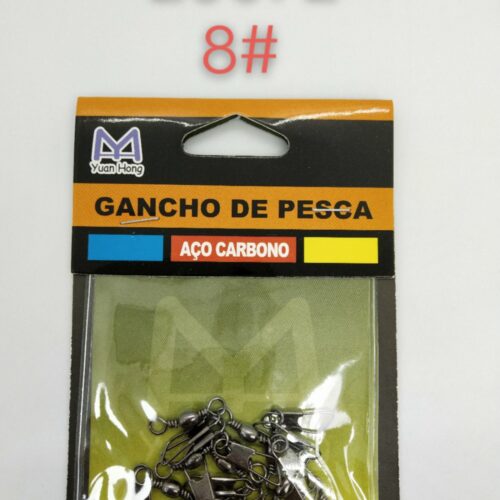 8#
Yuan Hong
GANCHO DE PESCA
AÇO CARBONO